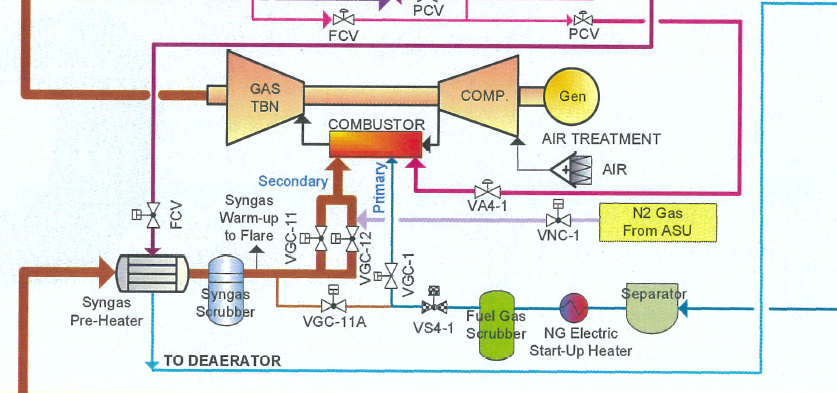 PCV
FCV
PCV
GAS
TBN
COMP.
Gen
COMBUSTOR
AIR TREATMENT
AIR
Secondary
Primary
Syngas
Warm-up
to Flare
FCV
VGC-11
VGC-12
VGC-1
VA4-1
VNC-1
N2 Gas
From ASU
Syngas
Pre-Heater
Syngas
Scrubber
VGC-11A
VS4-1
Fuel Gas
Scrubber
NG Electric
Start-Up Heater
Separator
TO DEAERATOR